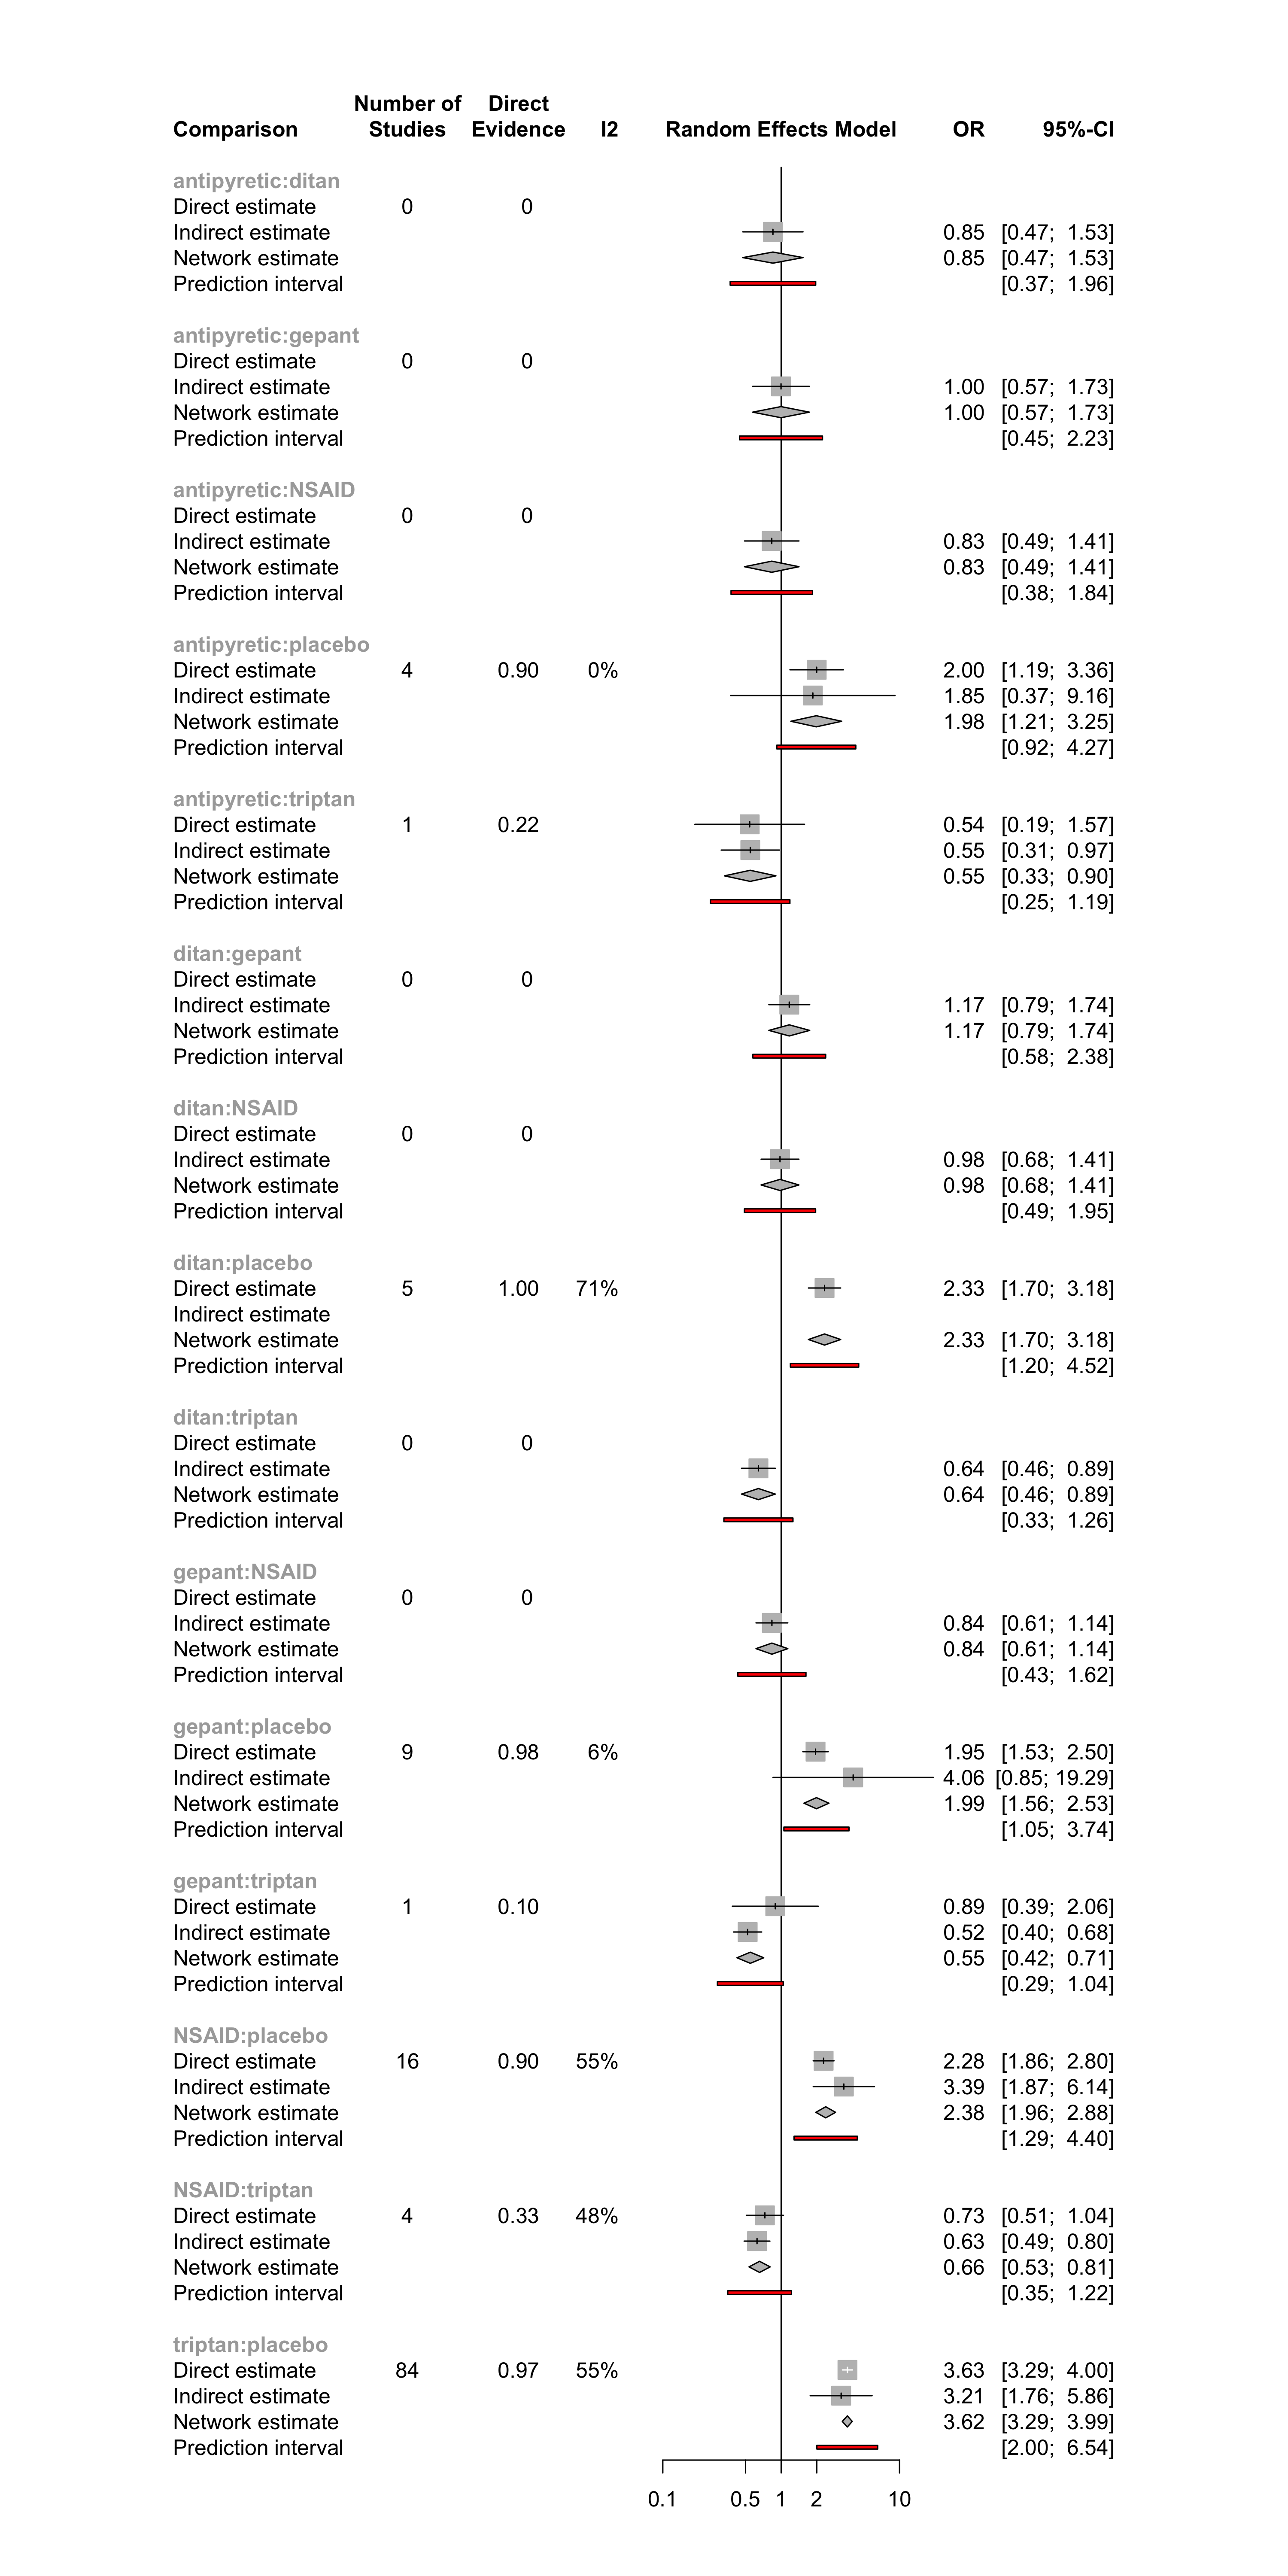 Number of Direct
Comparison Studies Evidence I2 Random Effects Model OR 95%-CI
antipyretic:ditan
Direct estimate 0 0
Indirect estimate 0.85 [0.47; 1.53]
Network estimate 0.85 [0.47; 1.53]
Prediction interval [0.37; 1.96]
antipyretic:gepant
Direct estimate 0 0
Indirect estimate 1.00 [0.57; 1.73]
Network estimate 1.00 [0.57; 1.73]
Prediction interval [0.45; 2.23]
antipyretic:NSAID
Direct estimate 0 0
Indirect estimate 0.83 [0.49; 1.41]
Network estimate 0.83 [0.49; 1.41]
Prediction interval [0.38; 1.84]
antipyretic:placebo
Direct estimate 4 0.90 0% 2.00 [1.19; 3.36]
Indirect estimate 1.85 [0.37; 9.16]
Network estimate 1.98 [1.21; 3.25]
Prediction interval [0.92; 4.27]
antipyretic:triptan
Direct estimate 1 0.22 0.54 [0.19; 1.57]
Indirect estimate 0.55 [0.31; 0.97]
Network estimate 0.55 [0.33; 0.90]
Prediction interval [0.25; 1.19]
ditan:gepant
Direct estimate 0 0
Indirect estimate 1.17 [0.79; 1.74]
Network estimate 1.17 [0.79; 1.74]
Prediction interval [0.58; 2.38]
ditan:NSAID
Direct estimate 0 0
Indirect estimate 0.98 [0.68; 1.41]
Network estimate 0.98 [0.68; 1.41]
Prediction interval [0.49; 1.95]
ditan:placebo
Direct estimate 5 1.00 71% 2.33 [1.70; 3.18]
Indirect estimate
Network estimate 2.33 [1.70; 3.18]
Prediction interval [1.20; 4.52]
ditan:triptan
Direct estimate 0 0
Indirect estimate 0.64 [0.46; 0.89]
Network estimate 0.64 [0.46; 0.89]
Prediction interval [0.33; 1.26]
gepant:NSAID
Direct estimate 0 0
Indirect estimate 0.84 [0.61; 1.14]
Network estimate 0.84 [0.61; 1.14]
Prediction interval [0.43; 1.62]
gepant:placebo
Direct estimate 9 0.98 6% 1.95 [1.53; 2.50]
Indirect estimate 4.06 [0.85; 19.29]
Network estimate 1.99 [1.56; 2.53]
Prediction interval [1.05; 3.74]
gepant:triptan
Direct estimate 1 0.10 0.89 [0.39; 2.06]
Indirect estimate 0.52 [0.40; 0.68]
Network estimate 0.55 [0.42; 0.71]
Prediction interval [0.29; 1.04]
NSAID:placebo
Direct estimate 16 0.90 55% 2.28 [1.86; 2.80]
Indirect estimate 3.39 [1.87; 6.14]
Network estimate 2.38 [1.96; 2.88]
Prediction interval [1.29; 4.40]
NSAID:triptan
Direct estimate 4 0.33 48% 0.73 [0.51; 1.04]
Indirect estimate 0.63 [0.49; 0.80]
Network estimate 0.66 [0.53; 0.81]
Prediction interval [0.35; 1.22]
triptan:placebo
Direct estimate 84 0.97 55% 3.63 [3.29; 4.00]
Indirect estimate 3.21 [1.76; 5.86]
Network estimate 3.62 [3.29; 3.99]
Prediction interval [2.00; 6.54]
0.1 0.5 1 2 10